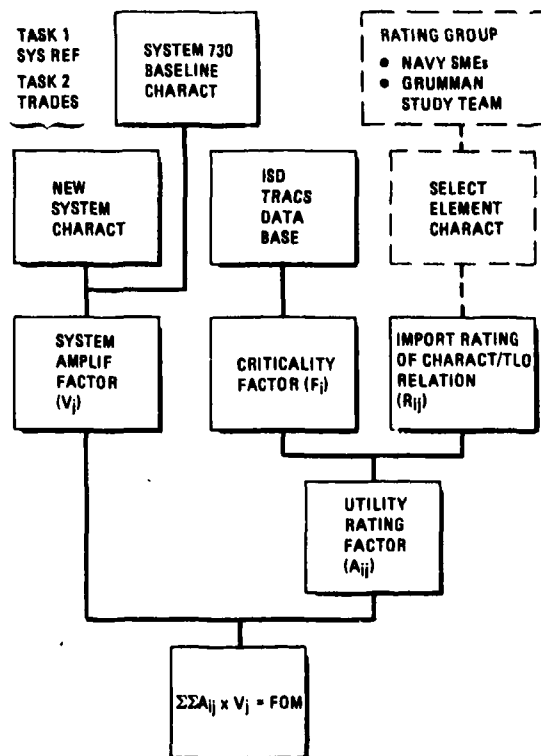 TASK 1
SYS REF
TASK 2
TRADES
SYSTEM 730
BASELINE
CHARACT
RATING GROUP
● NAVY SMEs
● GRUMMAN
STUDY TEAM
NEW
SYSTEM
CHARACT
ISD
TRACS
DATA
BASE
SELECT
ELEMENT
CHARACT
SYSTEM
AMPLIF
FACTOR
(Vj)
CRITICALITY
FACTOR (Fi)
IMPORT RATING
OF CHARACT/TLO
RELATION
(Rij)
UTILITY
RATING
FACTOR
(Aij)
ΣΣAij x Vj = FOM